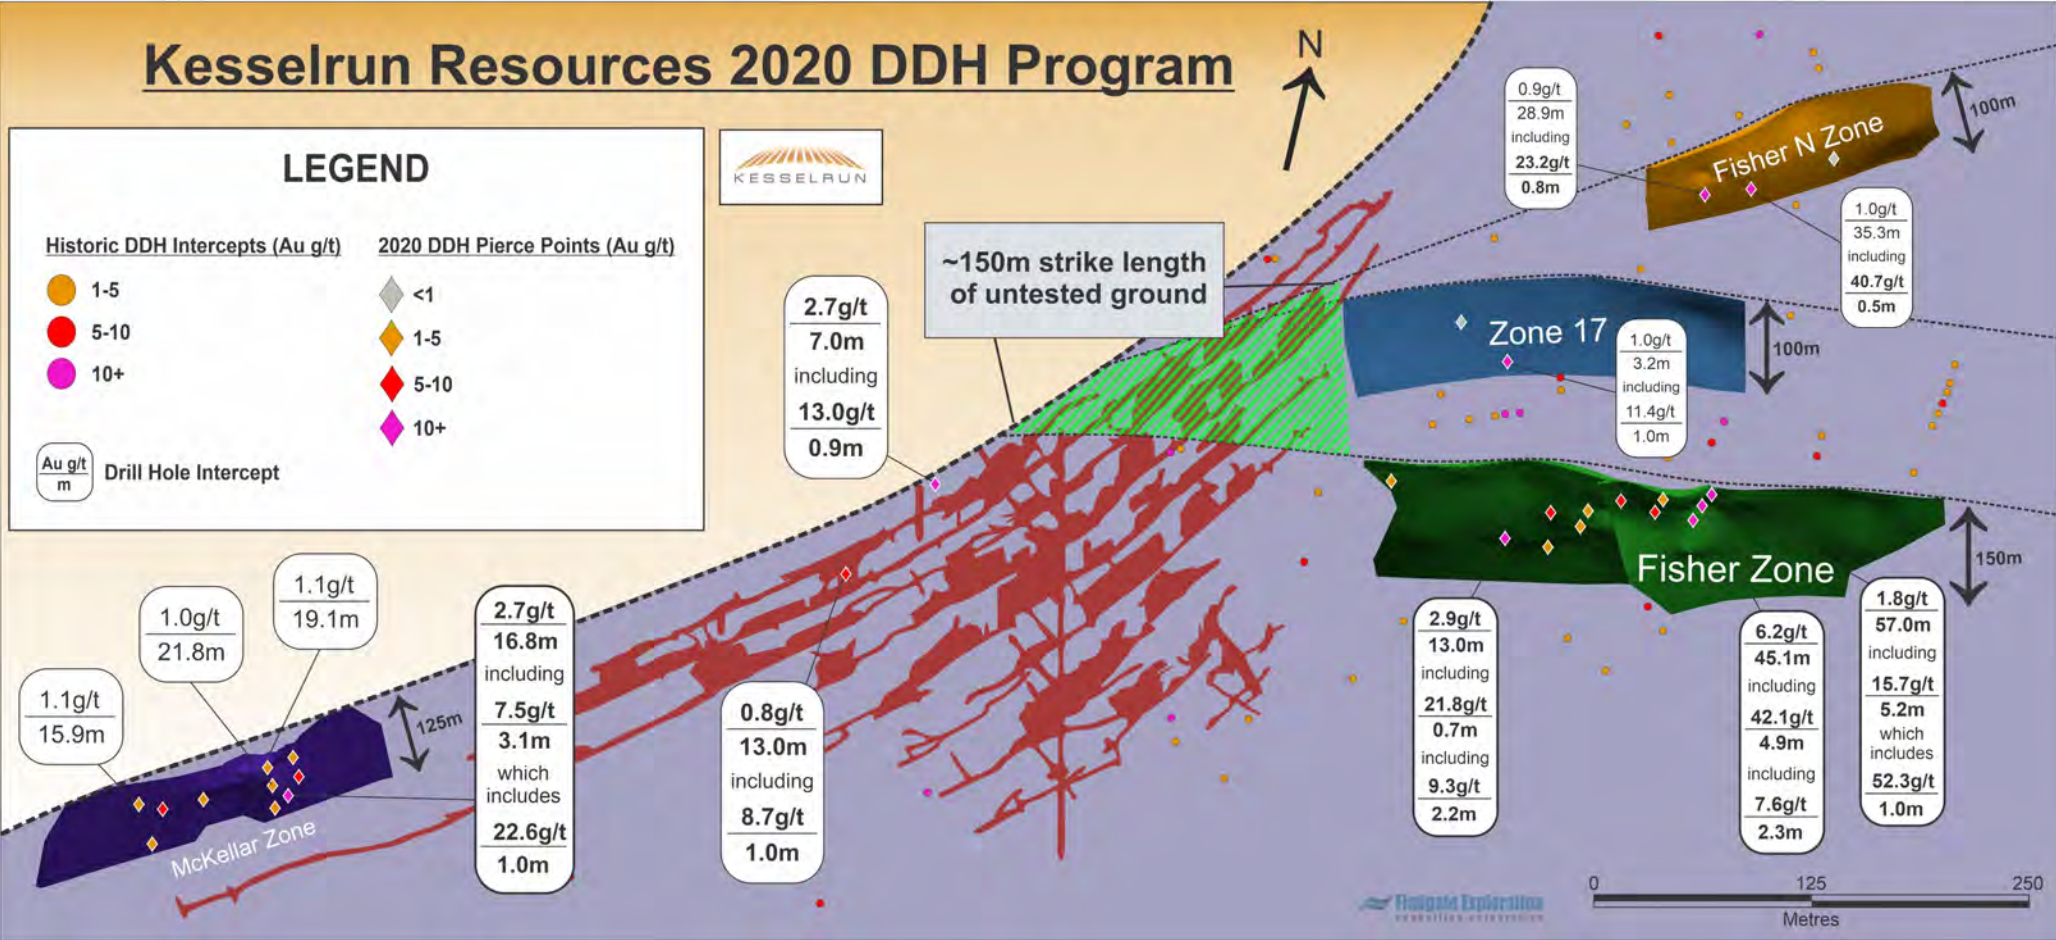 Kesselrun Resources 2020 DDH Program
N
LEGEND
Historic DDH Intercepts (Au g/t)
1-5
5-10
10+
2020 DDH Pierce Points (Au g/t)
<1
1-5
5-10
10+
Au g/t
m
Drill Hole Intercept
KESSELRUN
~150m strike length
of untested ground
0.9g/t
28.9m
including
23.2g/t
0.8m
Fisher N Zone
100m
1.0g/t
35.3m
including
40.7g/t
0.5m
2.7g/t
7.0m
including
13.0g/t
0.9m
Zone 17
1.0g/t
3.2m
including
11.4g/t
1.0m
100m
Fisher Zone
150m
1.1g/t
15.9m
1.0g/t
21.8m
1.1g/t
19.1m
125m
McKellar Zone
2.7g/t
16.8m
including
7.5g/t
3.1m
which
includes
22.6g/t
1.0m
0.8g/t
13.0m
including
8.7g/t
1.0m
2.9g/t
13.0m
including
21.8g/t
0.7m
including
9.3g/t
2.2m
6.2g/t
45.1m
including
42.1g/t
4.9m
including
7.6g/t
2.3m
1.8g/t
57.0m
including
15.7g/t
5.2m
which
includes
52.3g/t
1.0m
Exploration
0 125 250
Metres